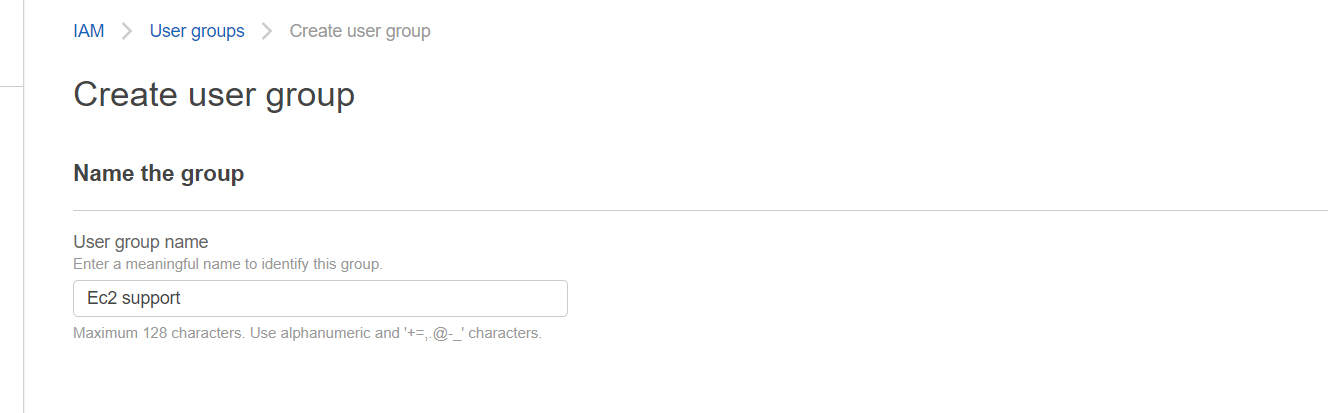 IAM > User groups > Create user group
Create user group
Name the group
User group name
Enter a meaningful name to identify this group.
Ec2 support
Maximum 128 characters. Use alphanumeric and '+=,.@-_' characters.